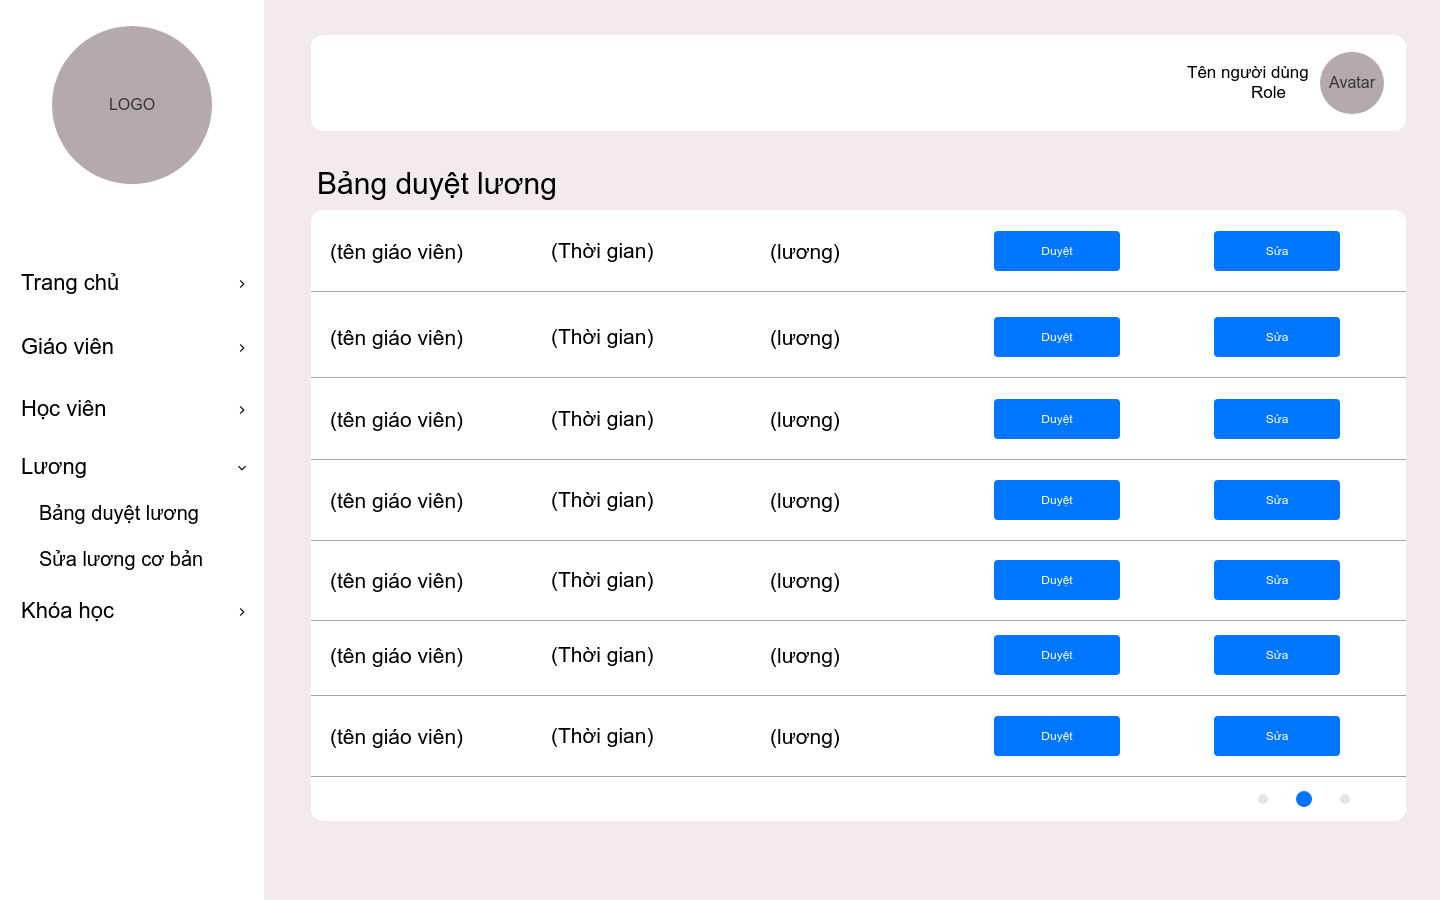 LOGO
Trang chủ
Giáo viên
Học viên
Lương
Bảng duyệt lương
Sửa lương cơ bản
Khóa học
Tên người dùng
Role
Avatar
Bảng duyệt lương
(tên giáo viên) (Thời gian) (lương) Duyệt Sửa
(tên giáo viên) (Thời gian) (lương) Duyệt Sửa
(tên giáo viên) (Thời gian) (lương) Duyệt Sửa
(tên giáo viên) (Thời gian) (lương) Duyệt Sửa
(tên giáo viên) (Thời gian) (lương) Duyệt Sửa
(tên giáo viên) (Thời gian) (lương) Duyệt Sửa
(tên giáo viên) (Thời gian) (lương) Duyệt Sửa